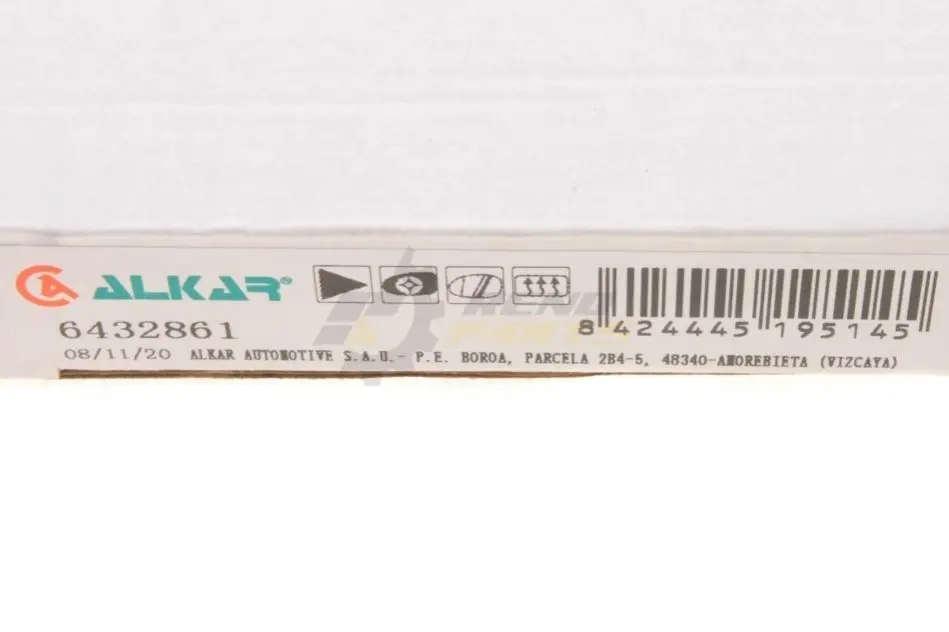 ALKAR®
6432861
8 424445 195145
08/11/20 ALKAR AUTOMOTIVE S.A.U.- P.E. BOROA, PARCELA 2B4-5, 48340-AMOREBIETA (VIZCAYA)